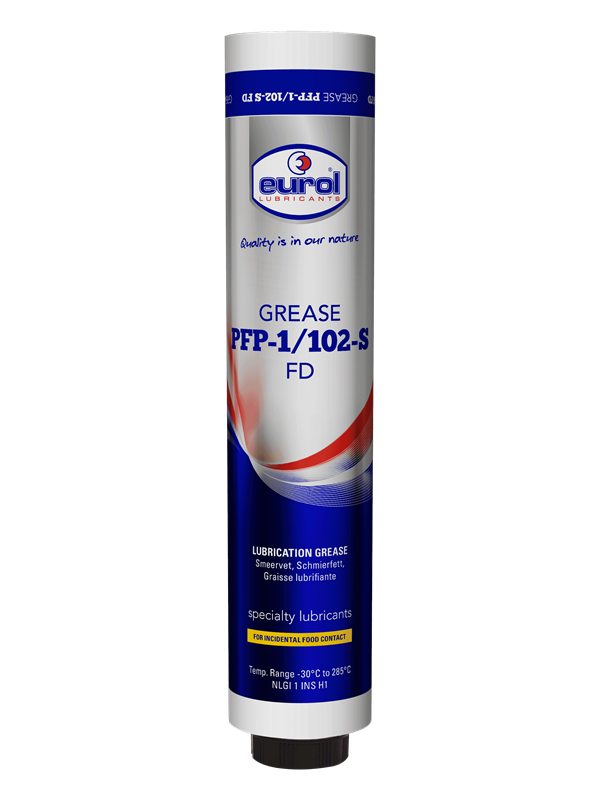 GREASE PFP-1/102-S FD
eurol
®
LUBRICANTS
Quality is in our nature
GREASE
PFP-1/102-S
FD
LUBRICATION GREASE
Smeervet, Schmierfett,
Graisse lubrifiante
specialty lubricants
FOR INCIDENTAL FOOD CONTACT
Temp. Range -30°C to 285°C
NLGI 1 INS H1